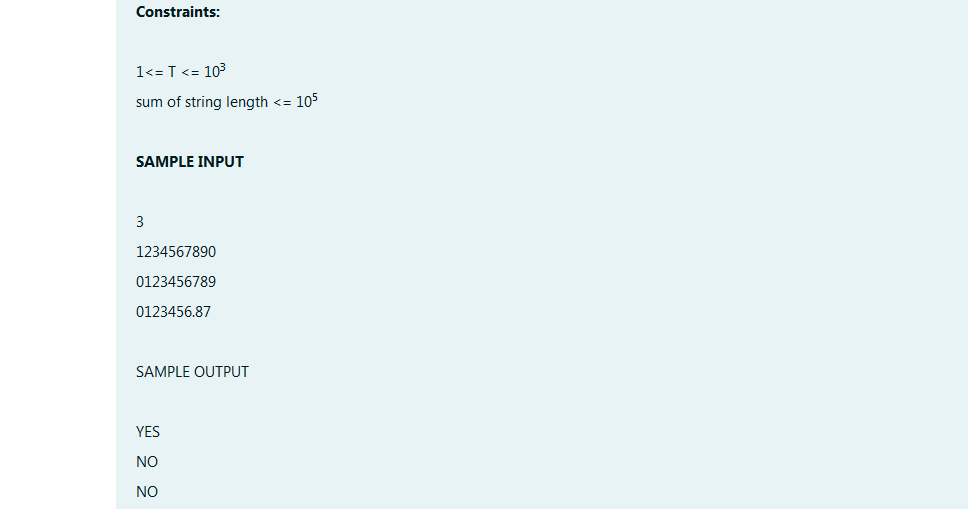 Constraints:
1<= T <= 10³
sum of string length <= 10⁵
SAMPLE INPUT
3
1234567890
0123456789
0123456.87
SAMPLE OUTPUT
YES
NO
NO